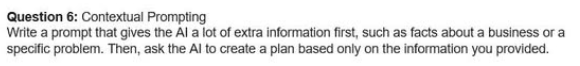 Question 6: Contextual Prompting
Write a prompt that gives the AI a lot of extra information first, such as facts about a business or a
specific problem. Then, ask the AI to create a plan based only on the information you provided.